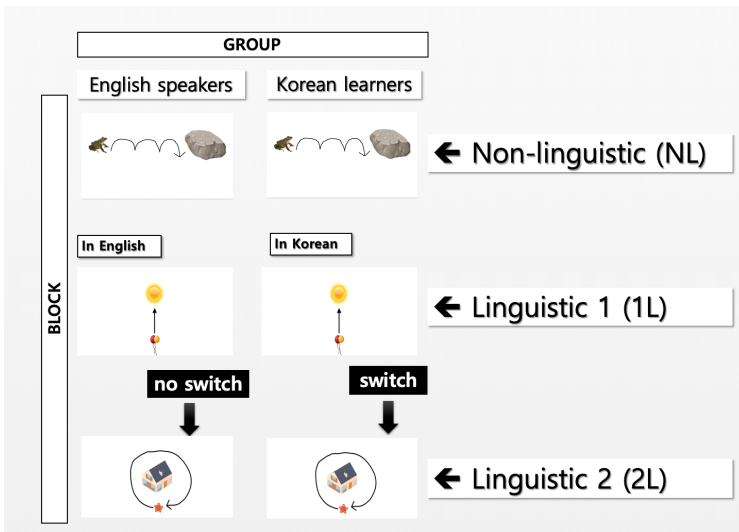 GROUP
English speakers
Korean learners
BLOCK
← Non-linguistic (NL)
In English
In Korean
← Linguistic 1 (1L)
no switch
switch
← Linguistic 2 (2L)